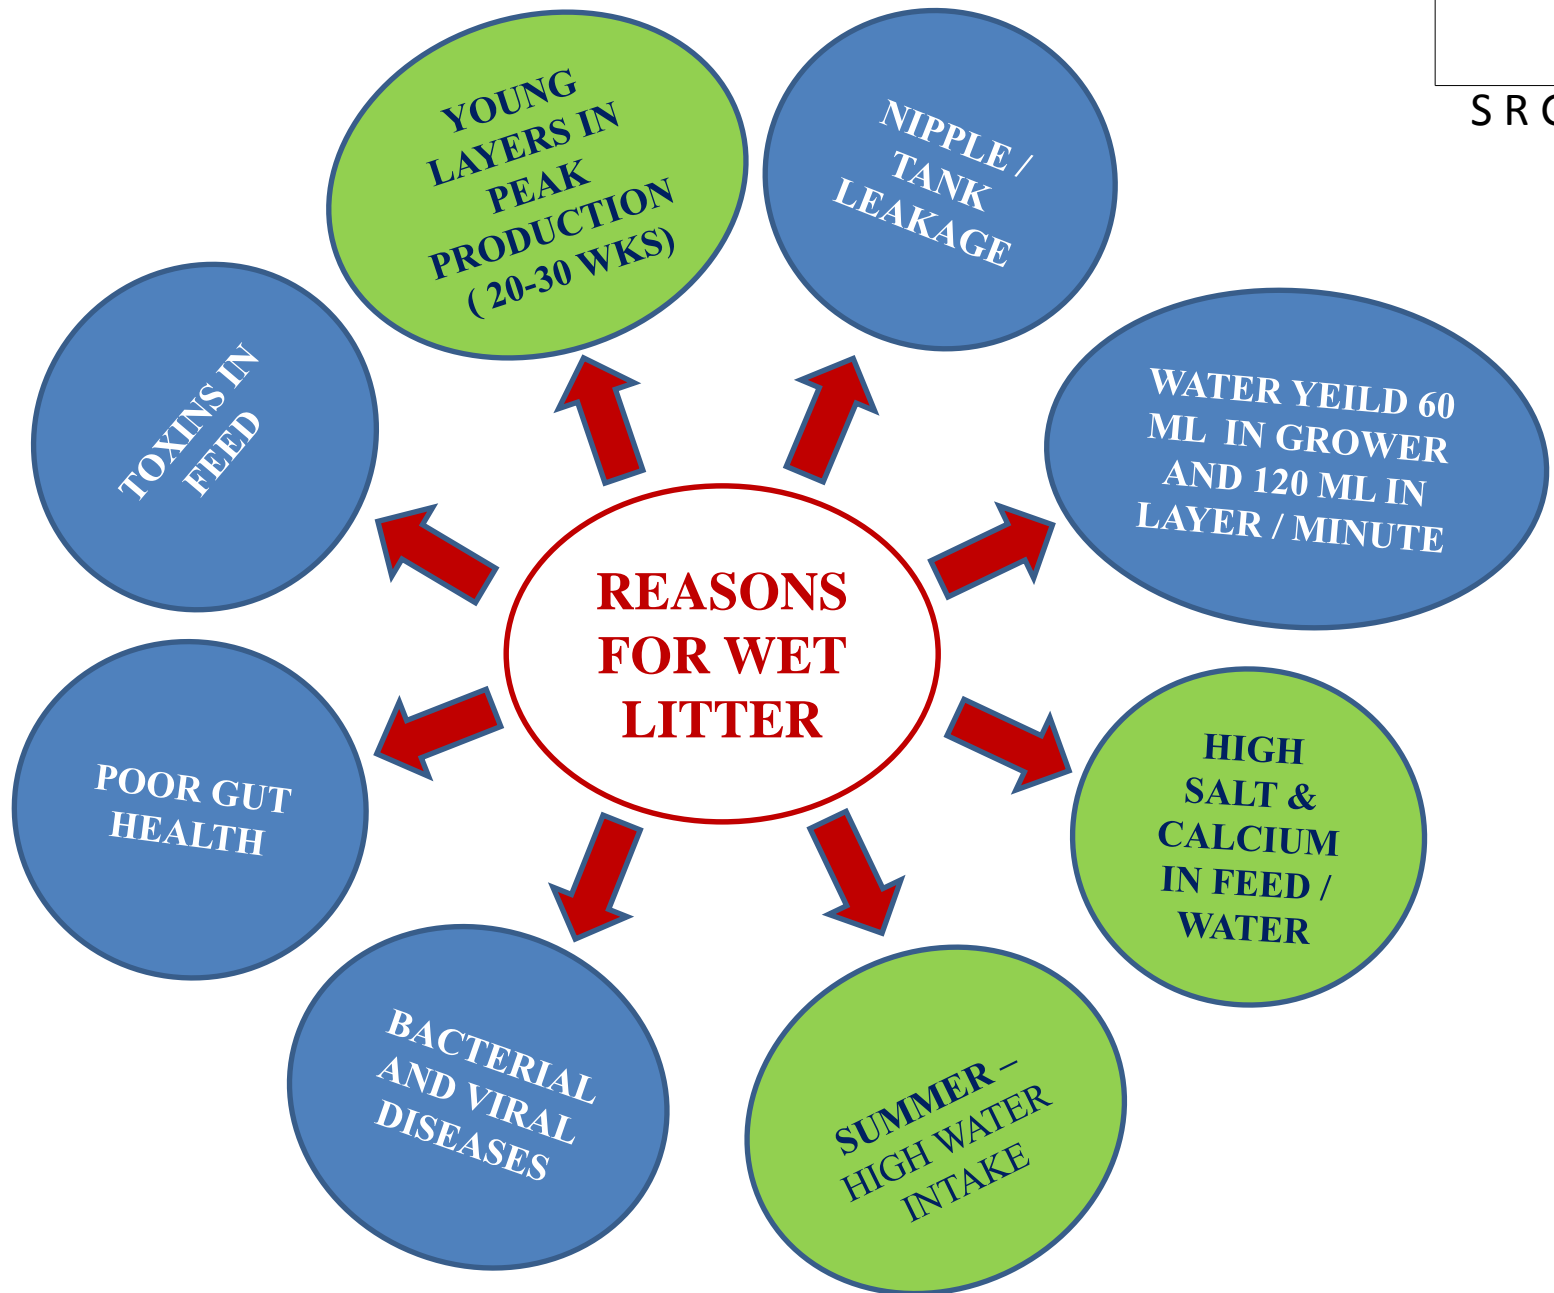 S R
YOUNG
LAYERS IN
PEAK
PRODUCTION
( 20-30 WKS)
NIPPLE /
TANK
LEAKAGE
WATER YEILD 60
ML IN GROWER
AND 120 ML IN
LAYER / MINUTE
HIGH
SALT &
CALCIUM
IN FEED /
WATER
SUMMER –
HIGH WATER
INTAKE
BACTERIAL
AND VIRAL
DISEASES
POOR GUT
HEALTH
TOXINS IN
FEED
REASONS
FOR WET
LITTER